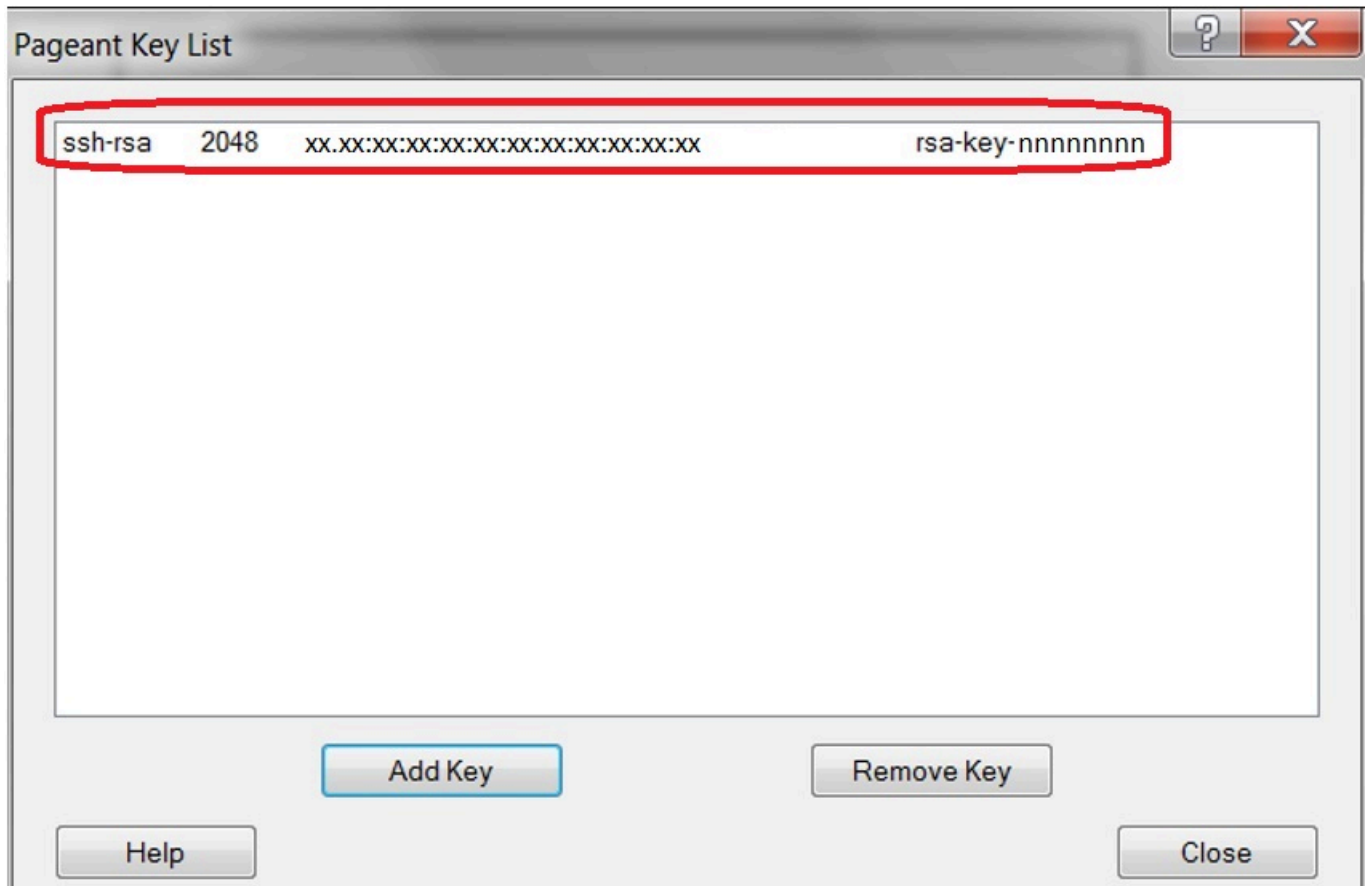 Pageant Key List
ssh-rsa 2048 xx.xx:xx:xx:xx:xx:xx:xx:xx:xx:xx:xx rsa-key-nnnnnnnn
Add Key Remove Key
Help Close